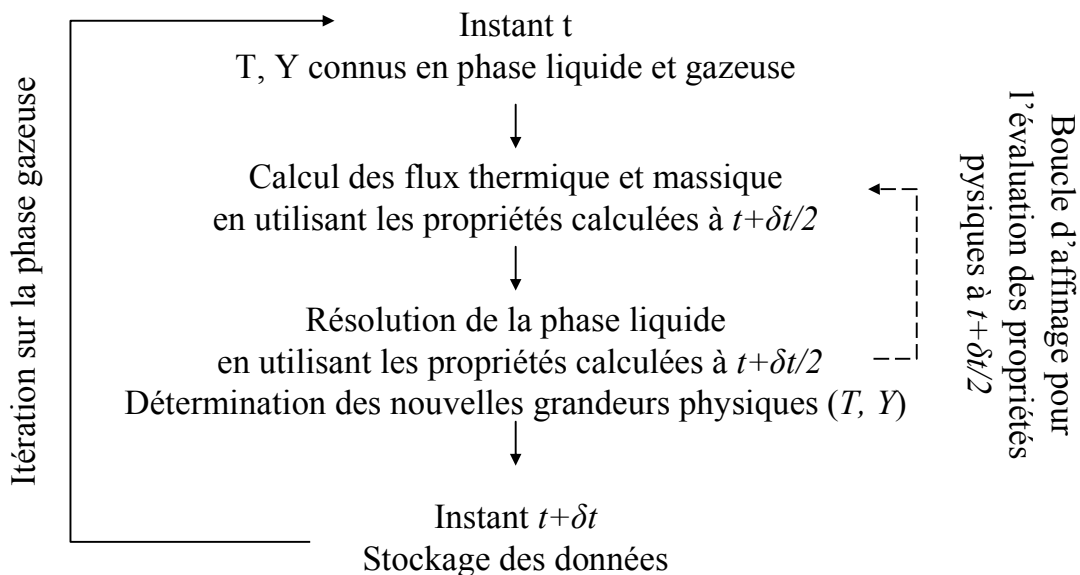 Itération sur la phase gazeuse
Instant t
T, Y connus en phase liquide et gazeuse
Calcul des flux thermique et massique
en utilisant les propriétés calculées à t+δt/2
Résolution de la phase liquide
en utilisant les propriétés calculées à t+δt/2
Détermination des nouvelles grandeurs physiques (T, Y)
Instant t+δt
Stockage des données
Boucle d'affinage pour
l'évaluation des propriétés
pysiques à t+δt/2